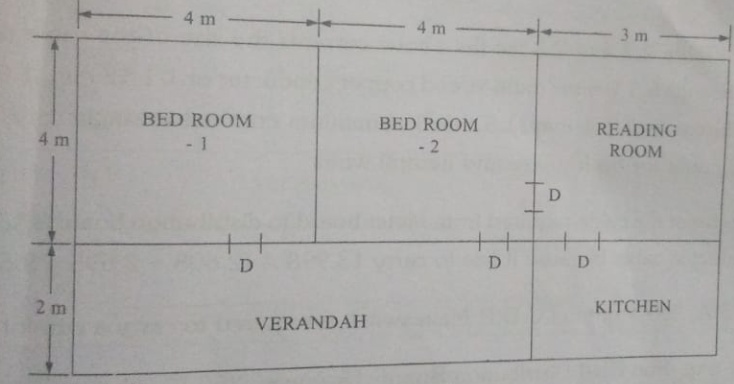 4 m
4 m
3 m
4 m
BED ROOM
- 1
BED ROOM
- 2
READING
ROOM
D
D
D
D
2 m
VERANDAH
KITCHEN